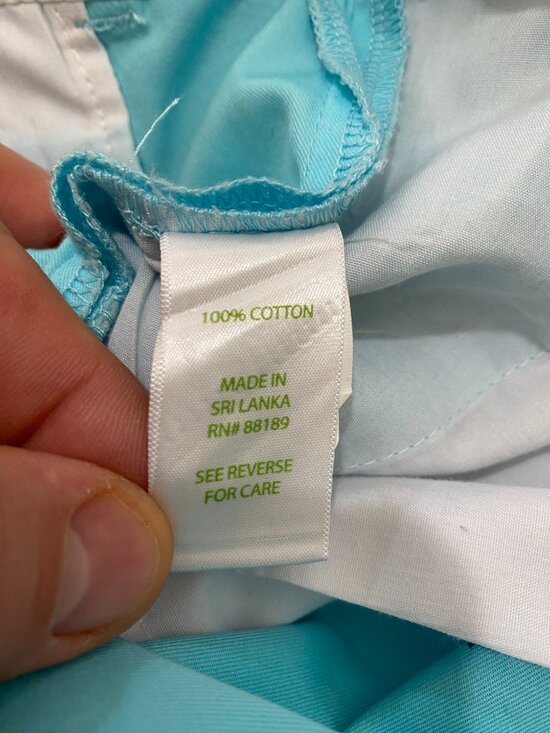 100% COTTON
MADE IN
SRI LANKA
RN# 88189
SEE REVERSE
FOR CARE